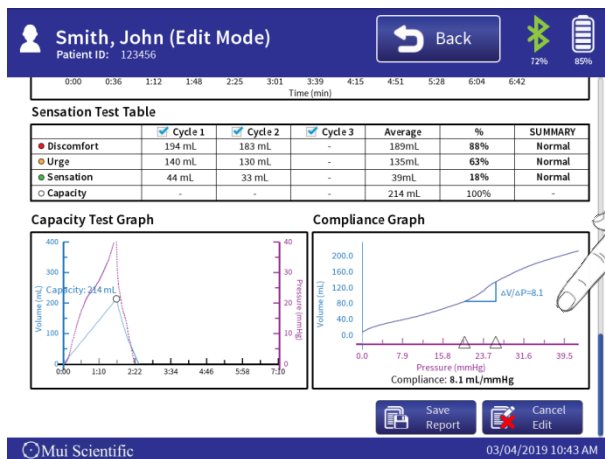 Smith, John (Edit Mode)
Patient ID: 123456
Back
72%
85%
0:00 0:36 1:12 1:48 2:25 3:01 3:39 4:15 4:51 5:28 6:04 6:42
Time (min)
Sensation Test Table
Cycle 1 Cycle 2 Cycle 3 Average % SUMMARY
Discomfort 194 mL 183 mL - 189mL 88% Normal
Urge 140 mL 130 mL - 135mL 63% Normal
Sensation 44 mL 33 mL - 39mL 18% Normal
Capacity - - - 214 mL 100% -
Capacity Test Graph
400
300
200
100
0
Volume (mL)
Capacity: 214 mL
40
30
20
10
0
Pressure (mmHg)
0:00 1:10 2:22 3:34 4:46 5:58 7:10
Compliance Graph
200.0
160.0
120.0
80.0
40.0
0.0
Volume (mL)
ΔV/ΔP=8.1
0.0 7.9 15.8 23.7 31.6 39.5
Pressure (mmHg)
Compliance: 8.1 mL/mmHg
Save
Report
Cancel
Edit
Mui Scientific
03/04/2019 10:43 AM